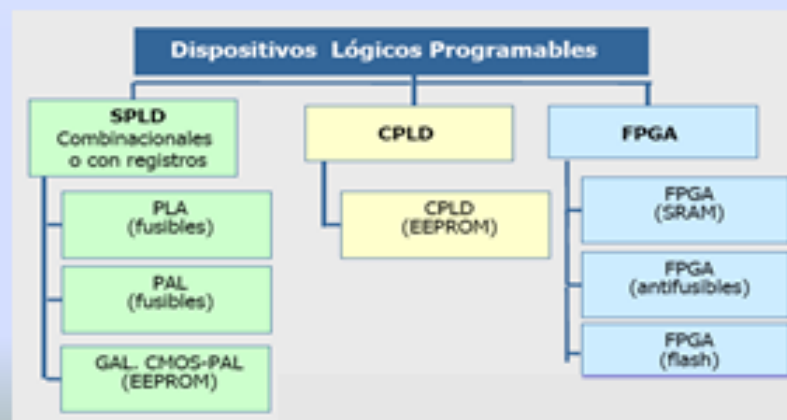 Dispositivos Lógicos Programables
SPLD
Combinacionales
o con registros
PLA
(fusibles)
PAL
(fusibles)
GAL. CMOS-PAL
(EEPROM)
CPLD
CPLD
(EEPROM)
FPGA
FPGA
(SRAM)
FPGA
(antifusibles)
FPGA
(flash)